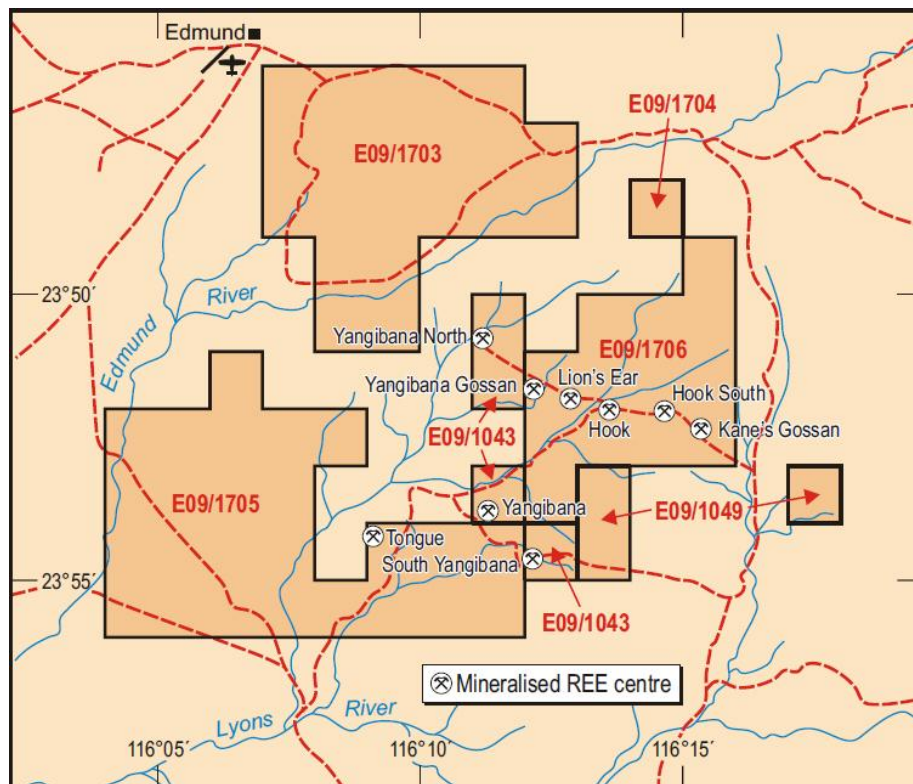 Edmund
E09/1704
E09/1703
23°50´
River
Edmund
Yangibana North
E09/1706
Yangibana Gossan
Lion's Ear
Hook South
Hook
Kane's Gossan
E09/1043
E09/1705
Yangibana
E09/1049
Tongue
South Yangibana
23°55´
E09/1043
Mineralised REE centre
Lyons
River
116°05´
116°10´
116°15´